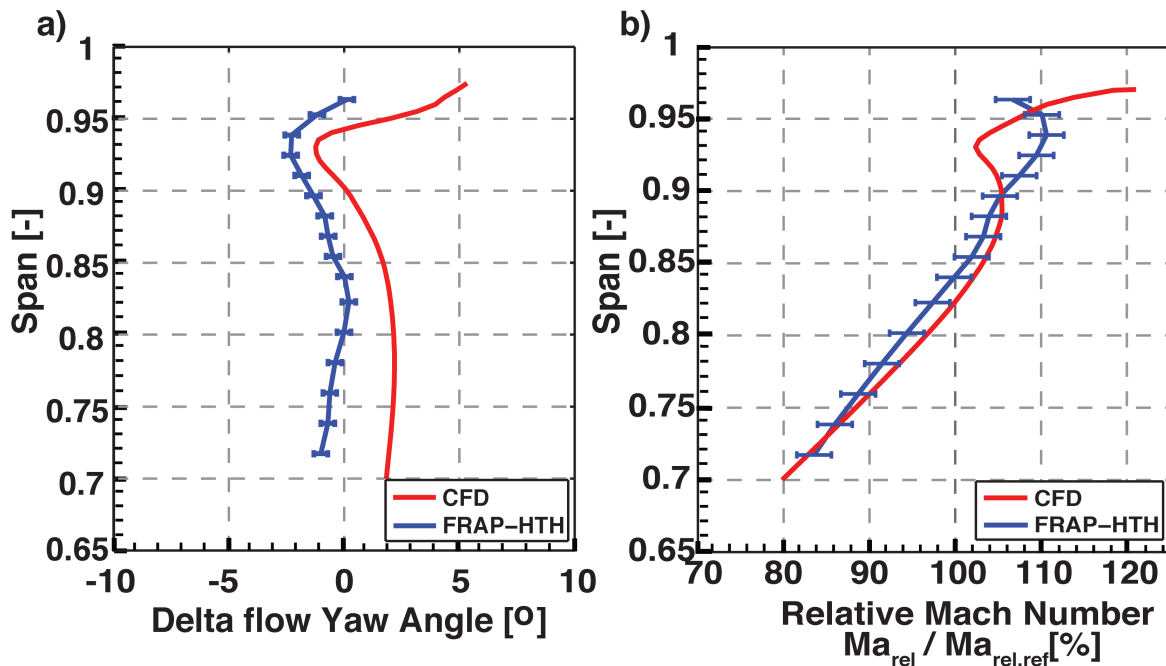 a)
1
0.95
0.9
0.85
0.8
0.75
0.7
0.65
Span [-]
-10 -5 0 5 10
Delta flow Yaw Angle [º]
CFD
FRAP-HTH
b)
1
0.95
0.9
0.85
0.8
0.75
0.7
0.65
Span [-]
70 80 90 100 110 120
Relative Mach Number
Ma_rel / Ma_rel,ref[%]
CFD
FRAP-HTH